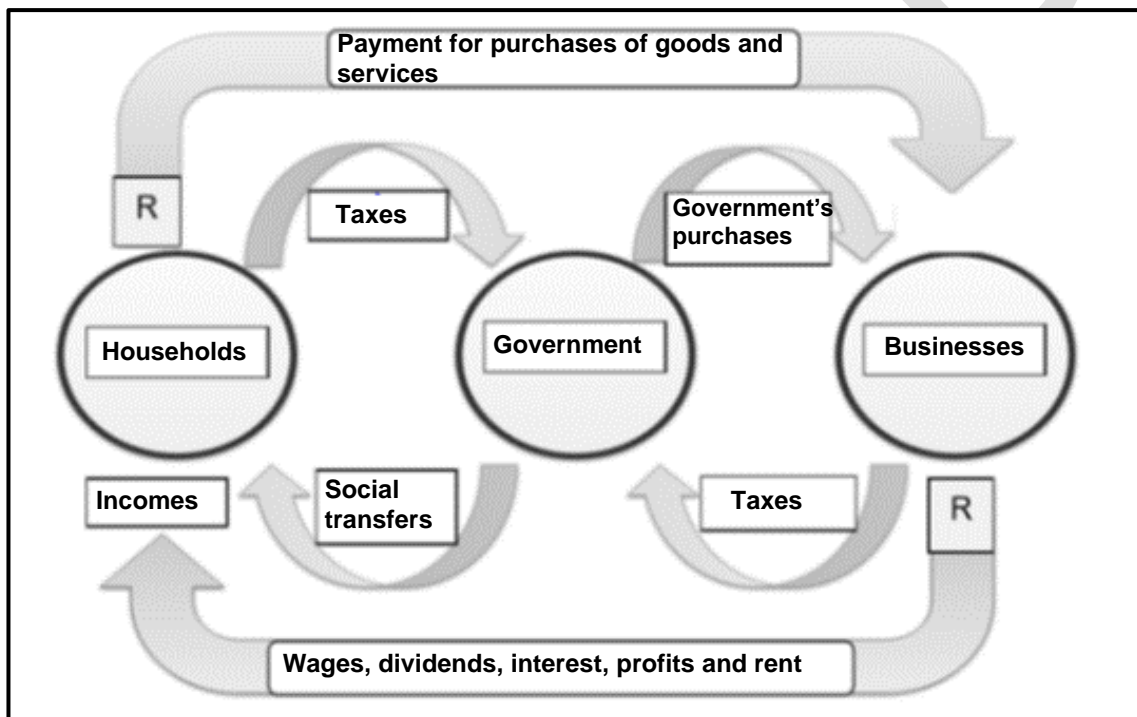 Payment for purchases of goods and
services
R
Taxes
Government’s
purchases
Households
Government
Businesses
Incomes
Social
transfers
Taxes
R
Wages, dividends, interest, profits and rent